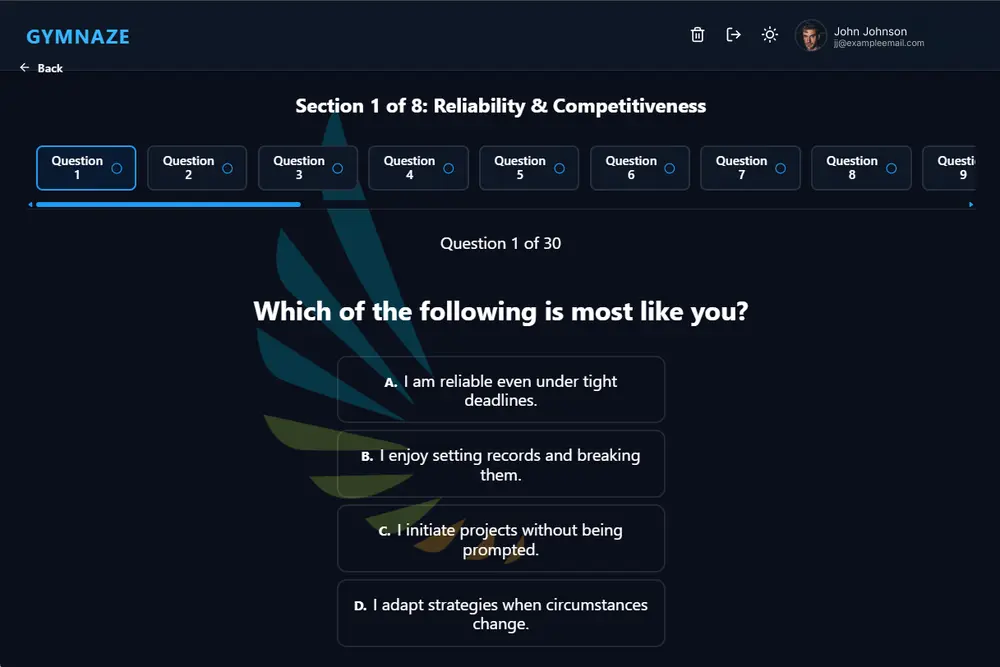 GYMNAZE
John Johnson
jj@exampleemail.com
Back
Section 1 of 8: Reliability & Competitiveness
Question
1
Question
2
Question
3
Question
4
Question
5
Question
6
Question
7
Question
8
Questi
9
Question 1 of 30
Which of the following is most like you?
A. I am reliable even under tight
deadlines.
B. I enjoy setting records and breaking
them.
C. I initiate projects without being
prompted.
D. I adapt strategies when circumstances
change.